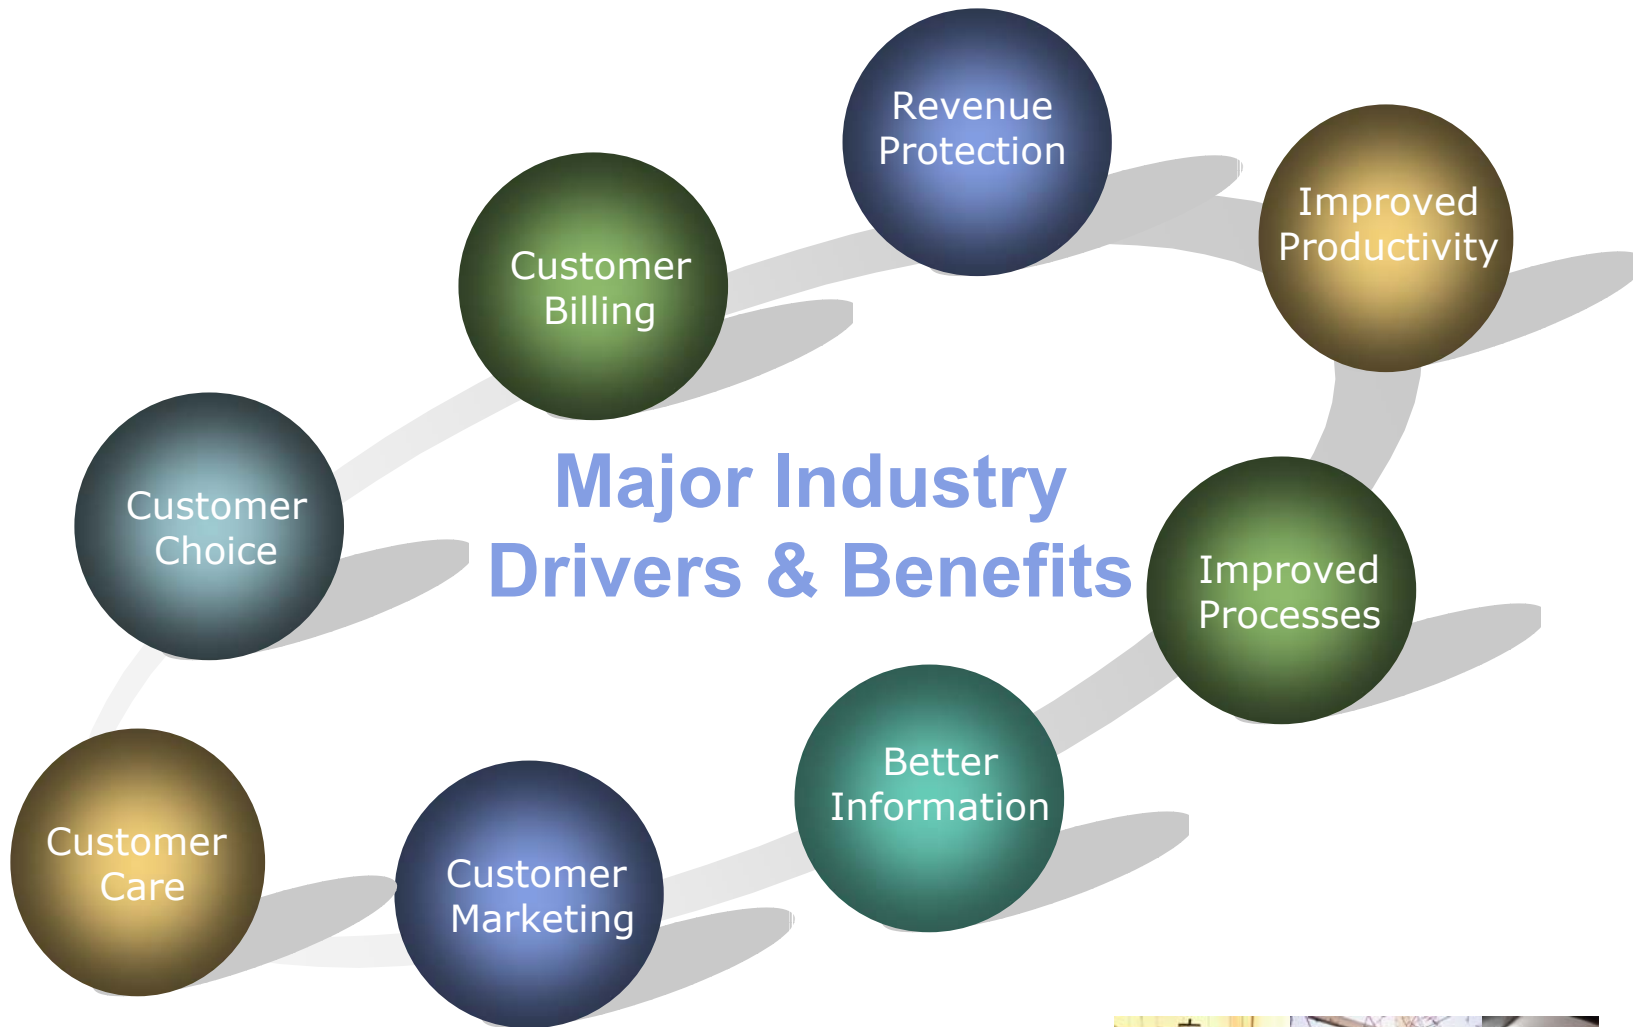 Revenue
Protection
Improved
Productivity
Customer
Billing
Customer
Choice
Major Industry
Drivers & Benefits
Improved
Processes
Better
Information
Customer
Care
Customer
Marketing